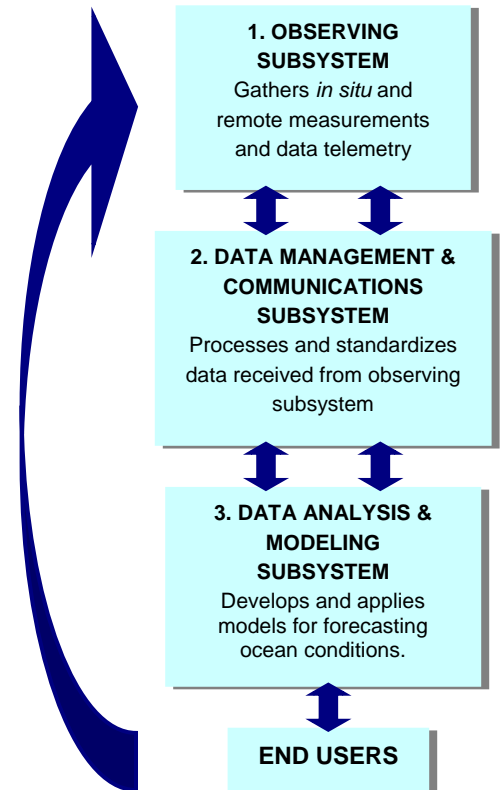 1. OBSERVING
SUBSYSTEM
Gathers in situ and
remote measurements
and data telemetry
2. DATA MANAGEMENT &
COMMUNICATIONS
SUBSYSTEM
Processes and standardizes
data received from observing
subsystem
3. DATA ANALYSIS &
MODELING
SUBSYSTEM
Develops and applies
models for forecasting
ocean conditions.
END USERS